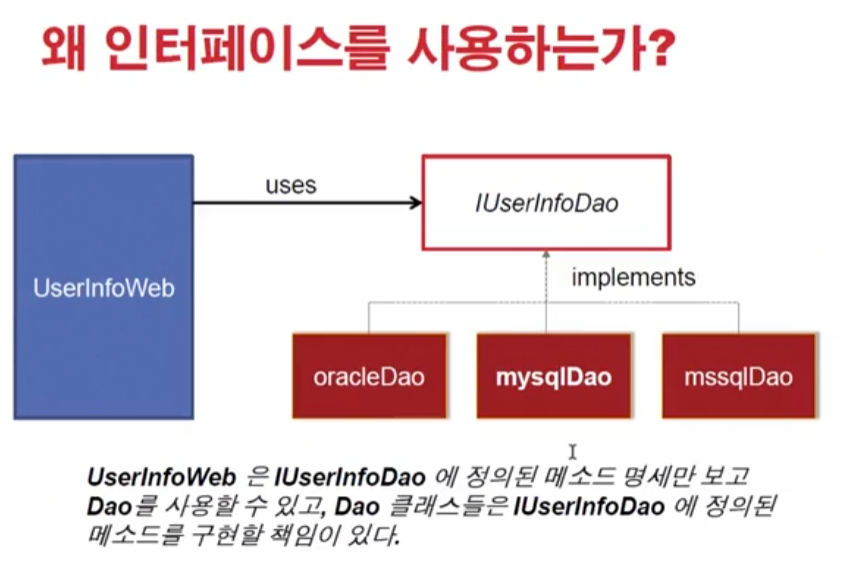 왜 인터페이스를 사용하는가?
uses
IUserInfoDao
UserInfoWeb
implements
oracleDao
mysqlDao
mssqlDao
UserInfoWeb 은 IUserInfoDao 에 정의된 메소드 명세만 보고
Dao를 사용할 수 있고, Dao 클래스들은 IUserInfoDao 에 정의된
메소드를 구현할 책임이 있다.